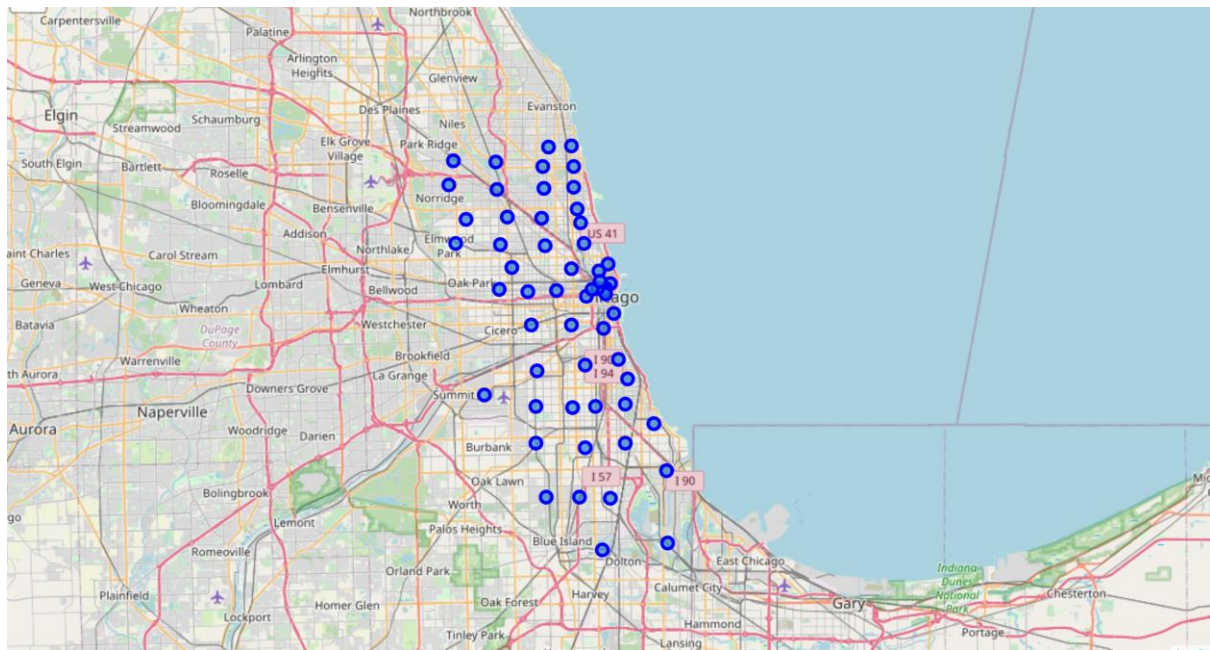 Carpentersville
Northbrook
Palatine
Arlington
Heights
Glenview
Des Plaines
Evanston
Elgin
Schaumburg
Streamwood
Niles
Elk Grove
Village
Park Ridge
South Elgin
Bartlett
Roselle
Norridge
Bloomingdale
Bensenville
US 41
Addison
Elmwood
Park
Northlake
aint Charles
Carol Stream
Elmhurst
Geneva
West-Chicago
Lombard
Bellwood
Oak Park
ago
Wheaton
Batavia
DuPage
County
Westchester
Cicero
Brookfield
I 90
Warrenville
La Grange
I 94
th Aurora
Downers Grove
Summit
Naperville
Aurora
Woodridge
Darien
Burbank
I 57
I 90
Oak Lawn
Bolingbrook
Worth
go
Lemont
Palos Heights
Blue Island
Romeoville
Dolton
East Chicago
Orland Park
Indiana
Dunes
National
Park
Calumet City
Plainfield
Harvey
Chesterton
Homer Glen
Oak Forest
Gary
Lockport
Hammond
Portage
Tinley Park
Lansing